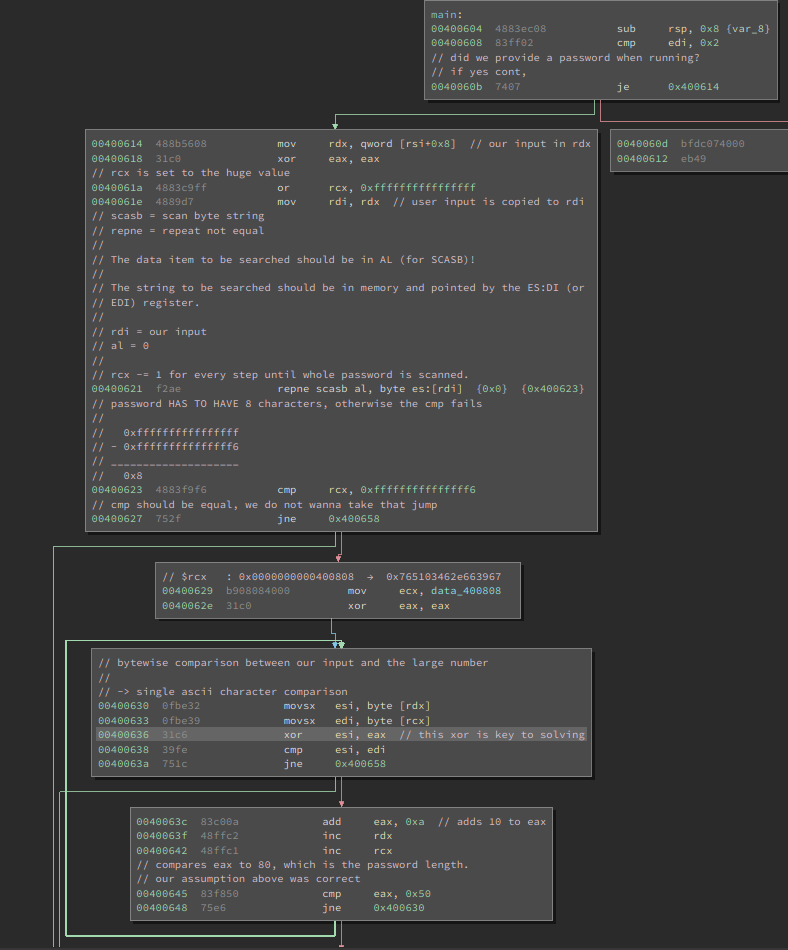 main:
00400604  4883ec08          sub     rsp, 0x8 {var_8}
00400608  83ff02            cmp     edi, 0x2
// did we provide a password when running?
// if yes cont,
0040060b  7407              je      0x400614
00400614  488b5608          mov     rdx, qword [rsi+0x8]  // our input in rdx
00400618  31c0              xor     eax, eax
// rcx is set to the huge value
0040061a  4883c9ff          or      rcx, 0xffffffffffffffff
0040061e  4889d7            mov     rdi, rdx  // user input is copied to rdi
// scasb = scan byte string
// repne = repeat not equal
//
// The data item to be searched should be in AL (for SCASB)!
//
// The string to be searched should be in memory and pointed by the ES:DI (or
// EDI) register.
//
// rdi = our input
// al = 0
//
// rcx -= 1 for every step until whole password is scanned.
00400621  f2ae              repne scasb al, byte es:[rdi]  {0x0}  {0x400623}
// password HAS TO HAVE 8 characters, otherwise the cmp fails
//
//   0xffffffffffffffff
// - 0xfffffffffffffff6
// ____________________
//   0x8
00400623  4883f9f6          cmp     rcx, 0xfffffffffffffff6
// cmp should be equal, we do not wanna take that jump
00400627  752f              jne     0x400658
0040060d  bfdc074000
00400612  eb49
// $rcx   : 0x0000000000400808  →  0x765103462e663967
00400629  b908084000        mov     ecx, data_400808
0040062e  31c0              xor     eax, eax
// bytewise comparison between our input and the large number
//
// -> single ascii character comparison
00400630  0fbe32            movsx   esi, byte [rdx]
00400633  0fbe39            movsx   edi, byte [rcx]
00400636  31c6              xor     esi, eax  // this xor is key to solving
00400638  39fe              cmp     esi, edi
0040063a  751c              jne     0x400658
0040063c  83c00a            add     eax, 0xa  // adds 10 to eax
0040063f  48ffc2            inc     rdx
00400642  48ffc1            inc     rcx
// compares eax to 80, which is the password length.
// our assumption above was correct
00400645  83f850            cmp     eax, 0x50
00400648  75e6              jne     0x400630